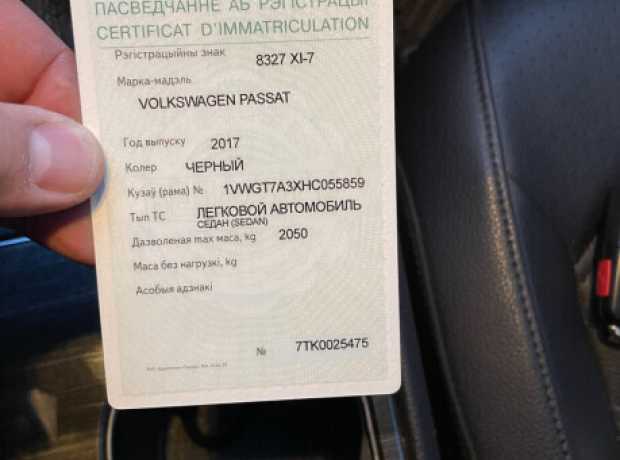 ПАСВЕДЧАННЕ АБ РЭГІСТРАЦЫІ
CERTIFICAT D'IMMATRICULATION
Рэгістрацыйны знак 8327 XI-7
Марка-мадэль
VOLKSWAGEN PASSAT
Год выпуску 2017
Колер ЧЕРНЫЙ
Кузаў (рама) № 1VWGT7A3XHC055859
Тып ТС ЛЕГКОВОЙ АВТОМОБИЛЬ
СЕДАН (SEDAN)
Дазволеная max маса, kg 2050
Маса без нагрузкі, kg
Асобыя адзнакі
№ 7TK0025475